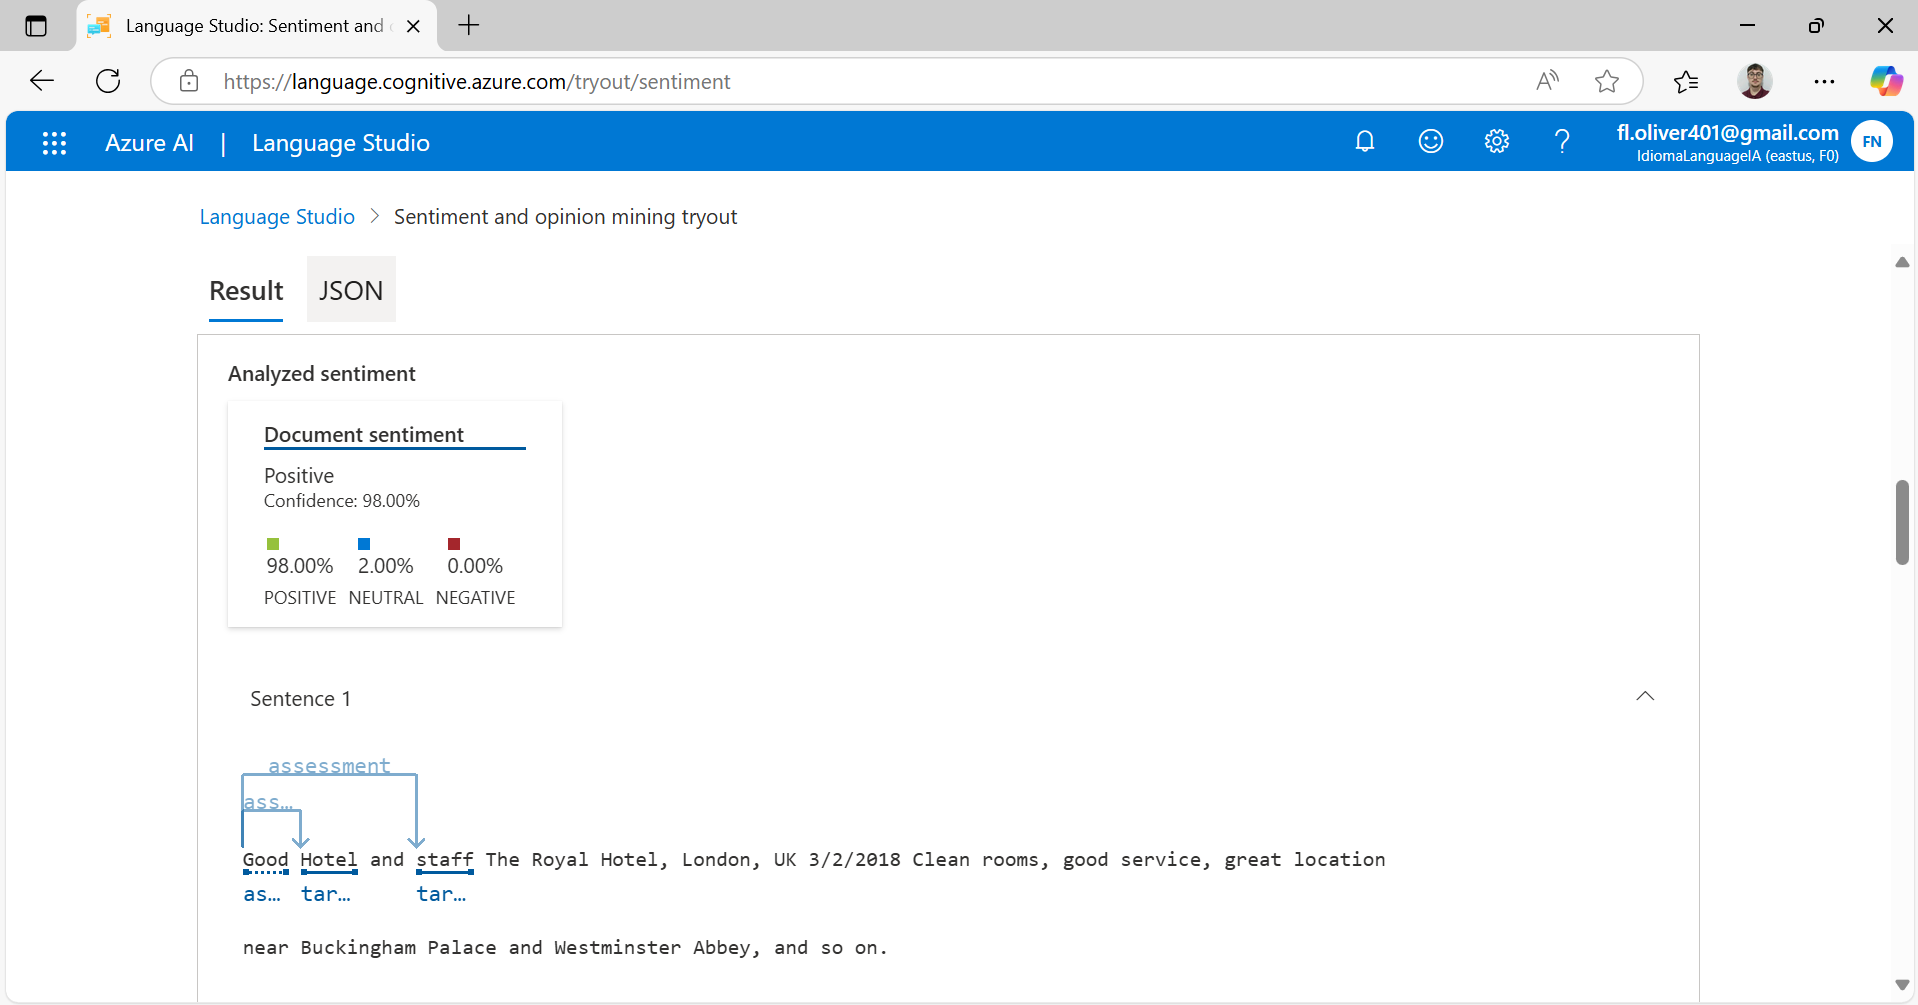 Language Studio: Sentiment and
https://language.cognitive.azure.com/tryout/sentiment
Azure AI | Language Studio
fl.oliver401@gmail.com
IdiomaLanguageIA (eastus, F0)
FN
Language Studio > Sentiment and opinion mining tryout
Result JSON
Analyzed sentiment
Document sentiment
Positive
Confidence: 98.00%
98.00% 2.00% 0.00%
POSITIVE NEUTRAL NEGATIVE
Sentence 1
assessment
ass…
Good Hotel and staff The Royal Hotel, London, UK 3/2/2018 Clean rooms, good service, great location
as… tar… tar…
near Buckingham Palace and Westminster Abbey, and so on.